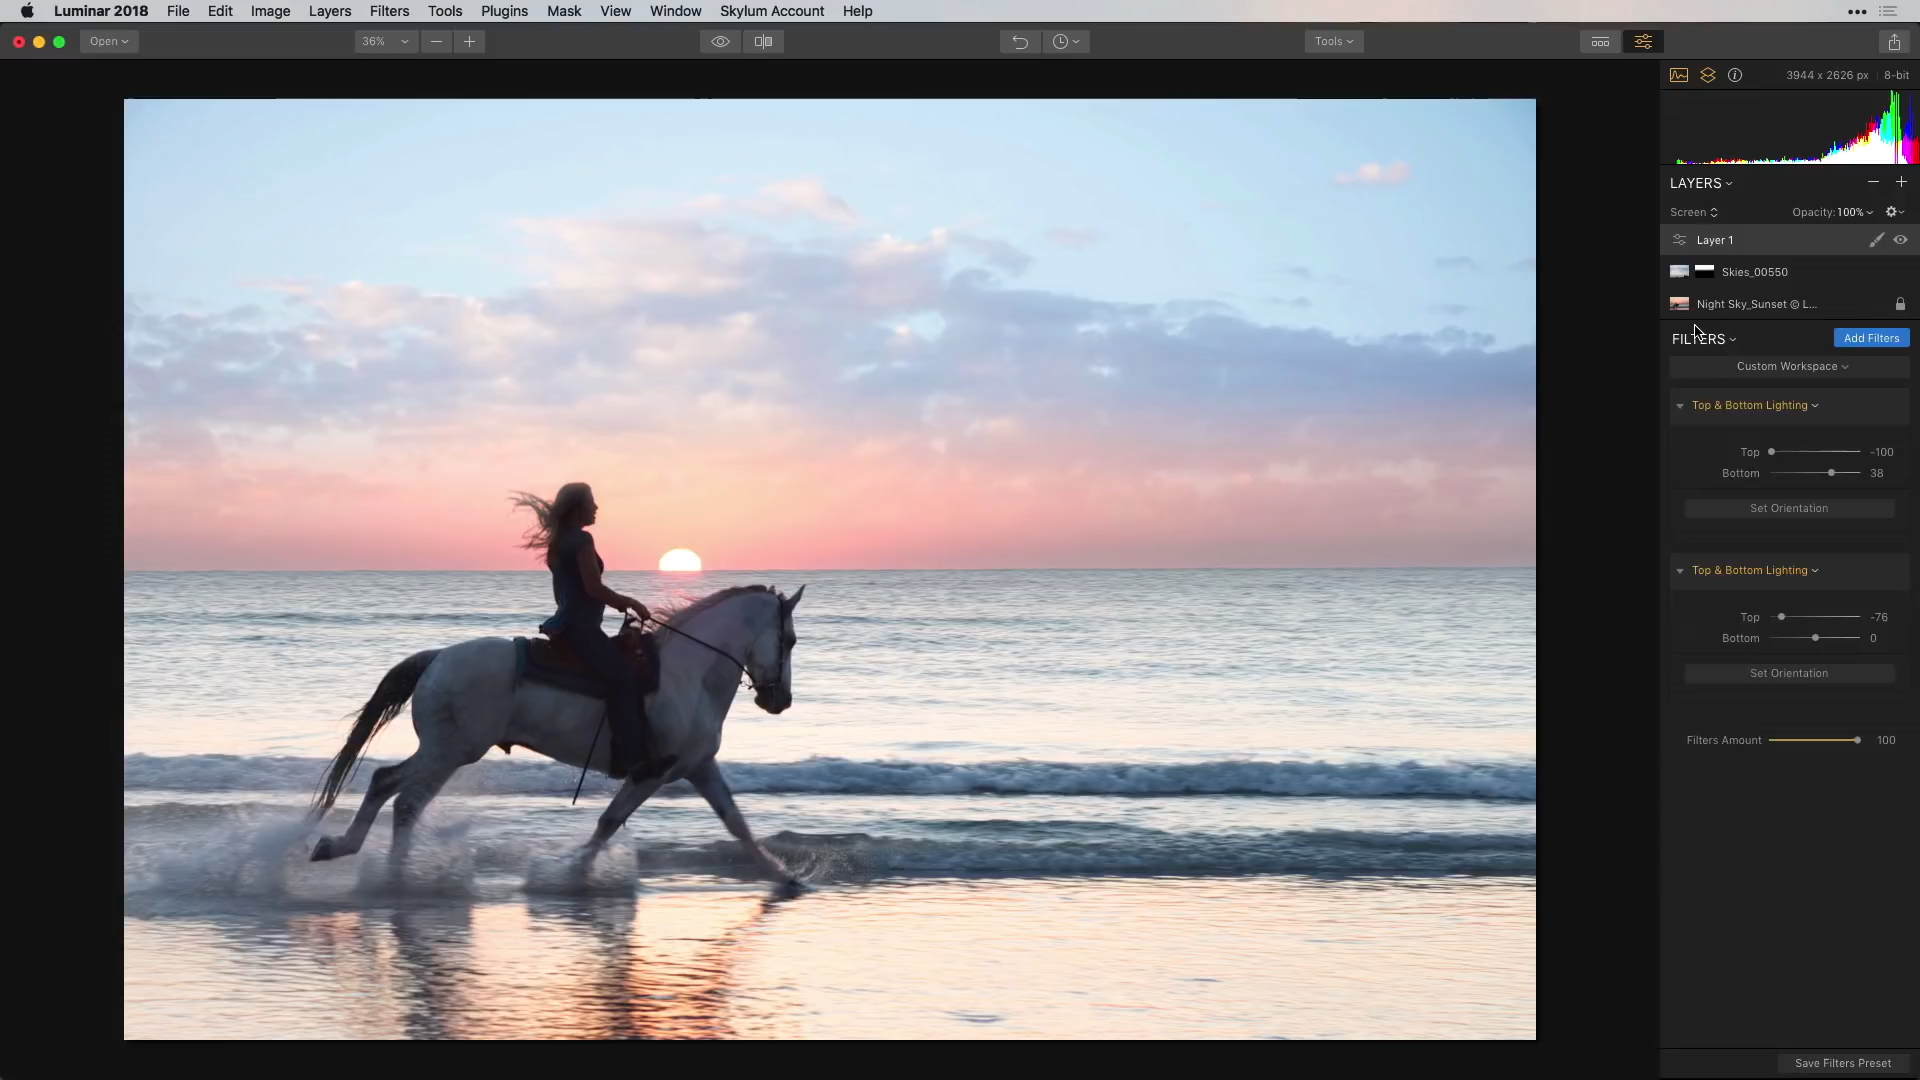 Luminar 2018 File Edit Image Layers Filters Tools Plugins Mask View Window Skylum Account Help
Open 36% Tools
3944 x 2626 px 8-bit
LAYERS
Screen Opacity: 100%
Layer 1
Skies_00550
Night Sky_Sunset © L...
FILTERS Add Filters
Custom Workspace
Top & Bottom Lighting
Top -100
Bottom 38
Set Orientation
Top & Bottom Lighting
Top -76
Bottom 0
Set Orientation
Filters Amount 100
Save Filters Preset